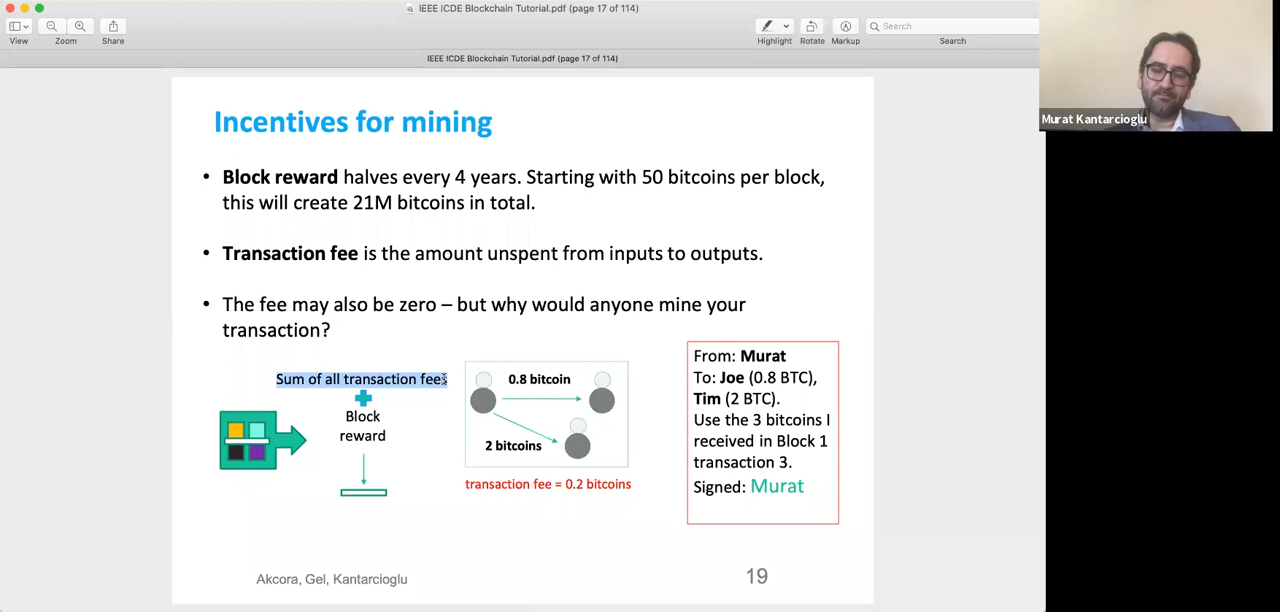 IEEE ICDE Blockchain Tutorial.pdf (page 17 of 114)
View
Zoom
Share
Highlight
Rotate
Markup
Search
Search
IEEE ICDE Blockchain Tutorial.pdf (page 17 of 114)
Murat Kantarcioglu
Incentives for mining
• Block reward halves every 4 years. Starting with 50 bitcoins per block,
this will create 21M bitcoins in total.
• Transaction fee is the amount unspent from inputs to outputs.
• The fee may also be zero – but why would anyone mine your
transaction?
Sum of all transaction fees
Block
reward
0.8 bitcoin
2 bitcoins
transaction fee = 0.2 bitcoins
From: Murat
To: Joe (0.8 BTC),
Tim (2 BTC).
Use the 3 bitcoins I
received in Block 1
transaction 3.
Signed: Murat
Akcora, Gel, Kantarcioglu
19